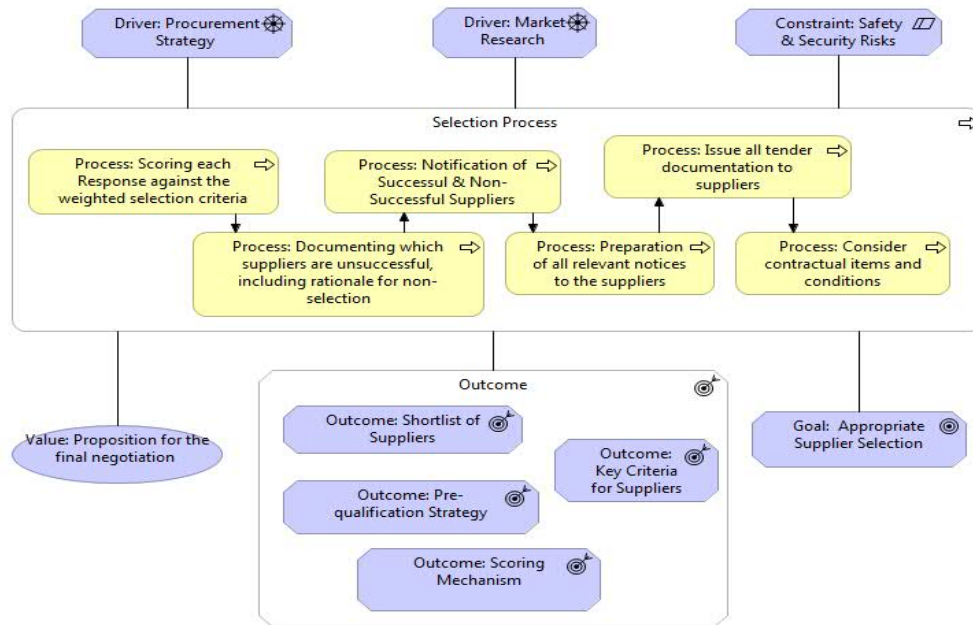 Driver: Procurement
Strategy
Driver: Market
Research
Constraint: Safety
& Security Risks
Selection Process
Process: Scoring each
Response against the
weighted selection criteria
Process: Notification of
Successul & Non-
Successful Suppliers
Process: Issue all tender
documentation to
suppliers
Process: Documenting which
suppliers are unsuccessful,
including rationale for non-
selection
Process: Preparation
of all relevant notices
to the suppliers
Process: Consider
contractual items and
conditions
Value: Proposition for the
final negotiation
Outcome
Outcome: Shortlist of
Suppliers
Outcome:
Key Criteria
for Suppliers
Outcome: Pre-
qualification Strategy
Outcome: Scoring
Mechanism
Goal: Appropriate
Supplier Selection